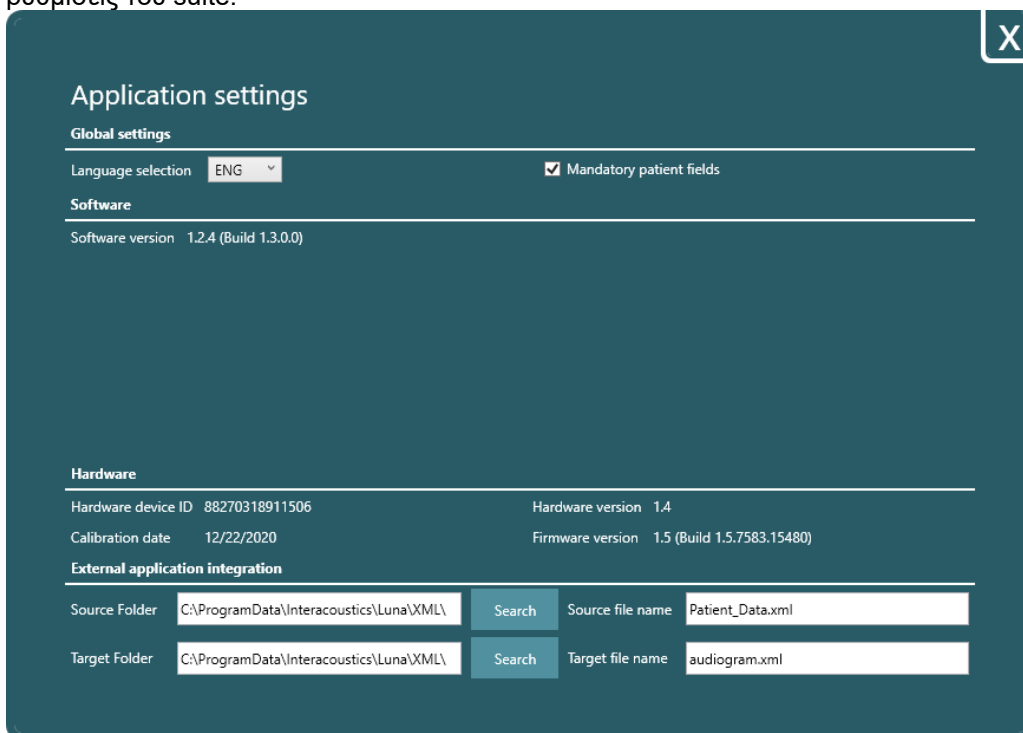 ρυθμίσεις του suite.
X
Application settings
Global settings
Language selection ENG Mandatory patient fields
Software
Software version 1.2.4 (Build 1.3.0.0)
Hardware
Hardware device ID 88270318911506 Hardware version 1.4
Calibration date 12/22/2020 Firmware version 1.5 (Build 1.5.7583.15480)
External application integration
Source Folder C:\ProgramData\Interacoustics\Luna\XML\ Search Source file name Patient_Data.xml
Target Folder C:\ProgramData\Interacoustics\Luna\XML\ Search Target file name audiogram.xml